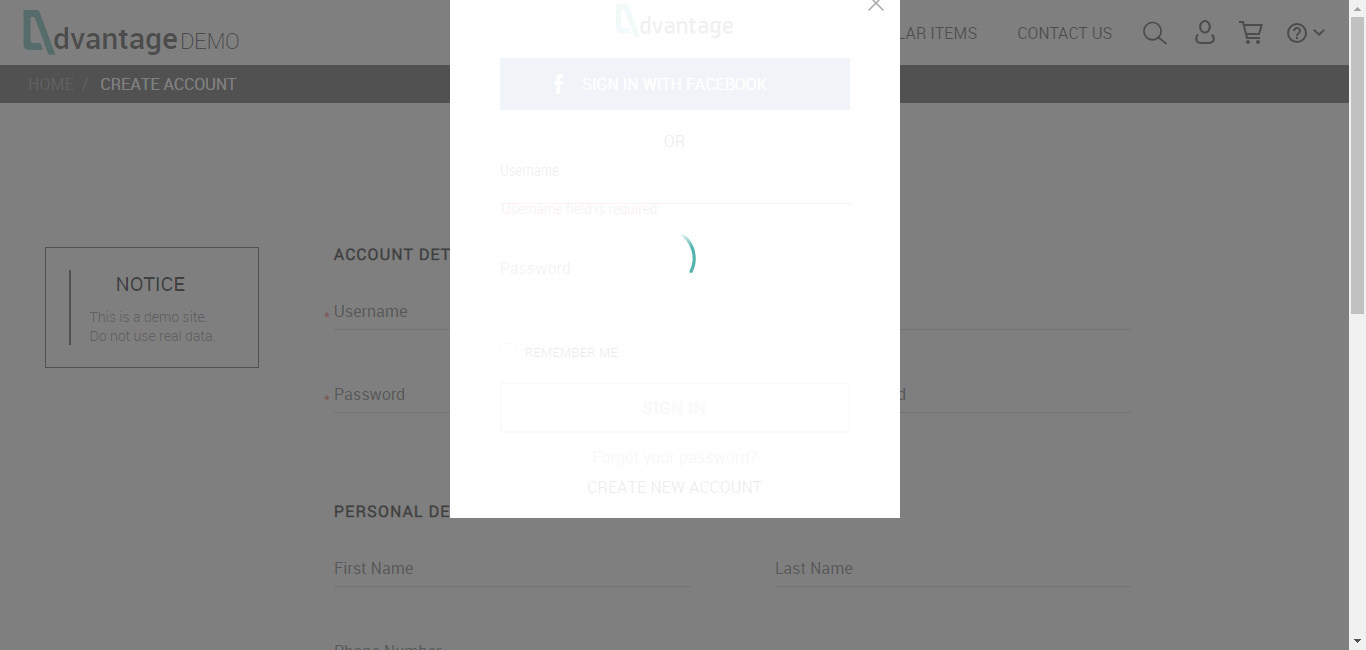 dvantage DEMO
LAR ITEMS
CONTACT US
HOME / CREATE ACCOUNT
dvantage
SIGN IN WITH FACEBOOK
OR
Username
Username field is required
Password
REMEMBER ME
SIGN IN
Forgot your password?
CREATE NEW ACCOUNT
NOTICE
This is a demo site.
Do not use real data.
ACCOUNT DET
* Username
* Password
d
PERSONAL DE
First Name
Last Name
Phone Number